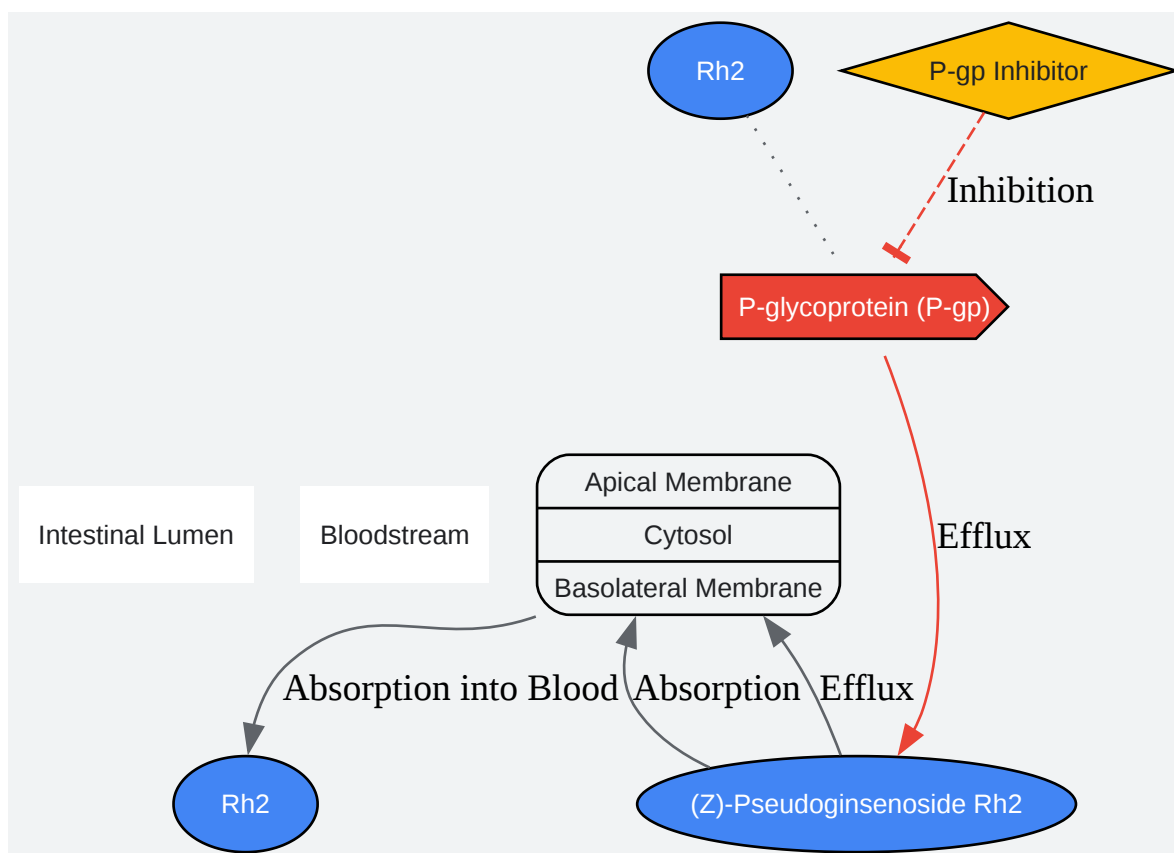 Rh2
P-gp Inhibitor
Inhibition
P-glycoprotein (P-gp)
Apical Membrane
Intestinal Lumen
Bloodstream
Cytosol
Efflux
Basolateral Membrane
Absorption into Blood
Absorption
Efflux
Rh2
(Z)-Pseudoginsenoside Rh2